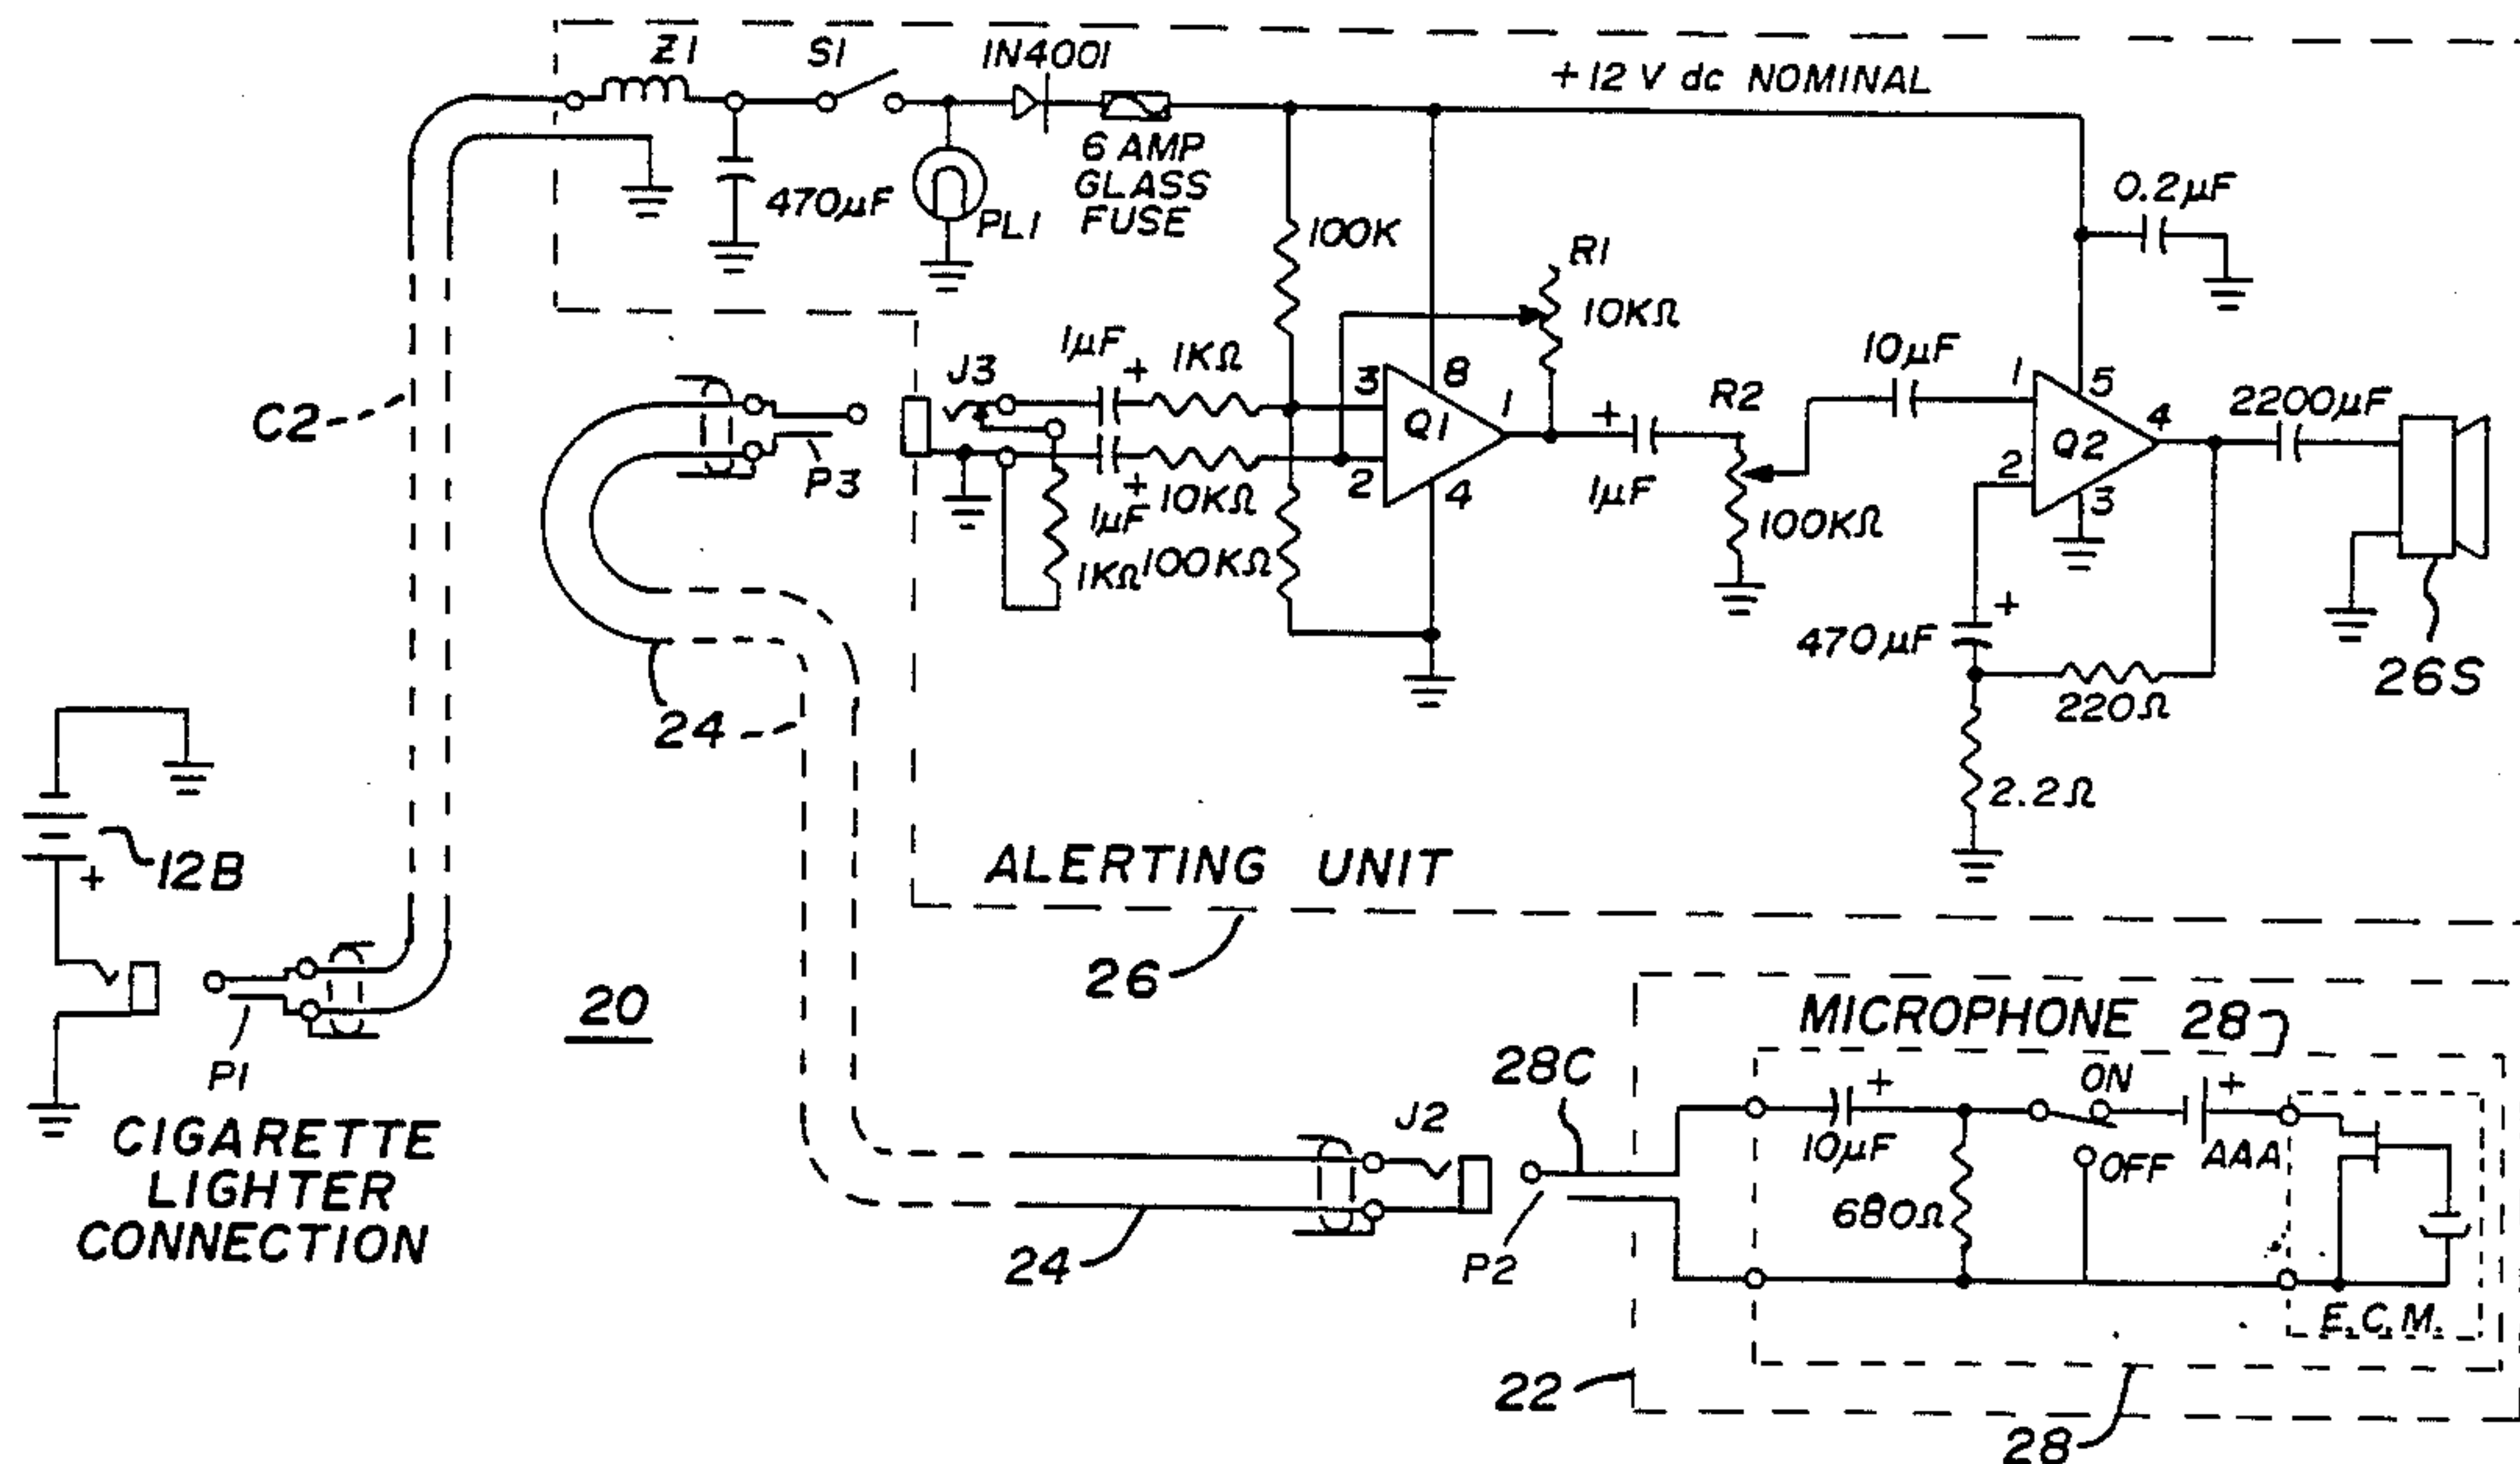 Z1
S1
1N4001
+12 V dc NOMINAL
6 AMP
GLASS
FUSE
470µF
PL1
100K
R1
10KΩ
0.2µF
C2
J3
1µF
+
1KΩ
3
8
Q1
1
2
4
P3
+
1µF
10KΩ
1KΩ
100KΩ
+
1µF
R2
100KΩ
10µF
1
5
Q2
4
2
3
2200µF
+
470µF
220Ω
2.2Ω
26S
24
12B
+
ALERTING UNIT
26
20
P1
CIGARETTE
LIGHTER
CONNECTION
MICROPHONE 28
28C
J2
P2
24
+
10µF
680Ω
ON
OFF
+
AAA
E.C.M.
22
28